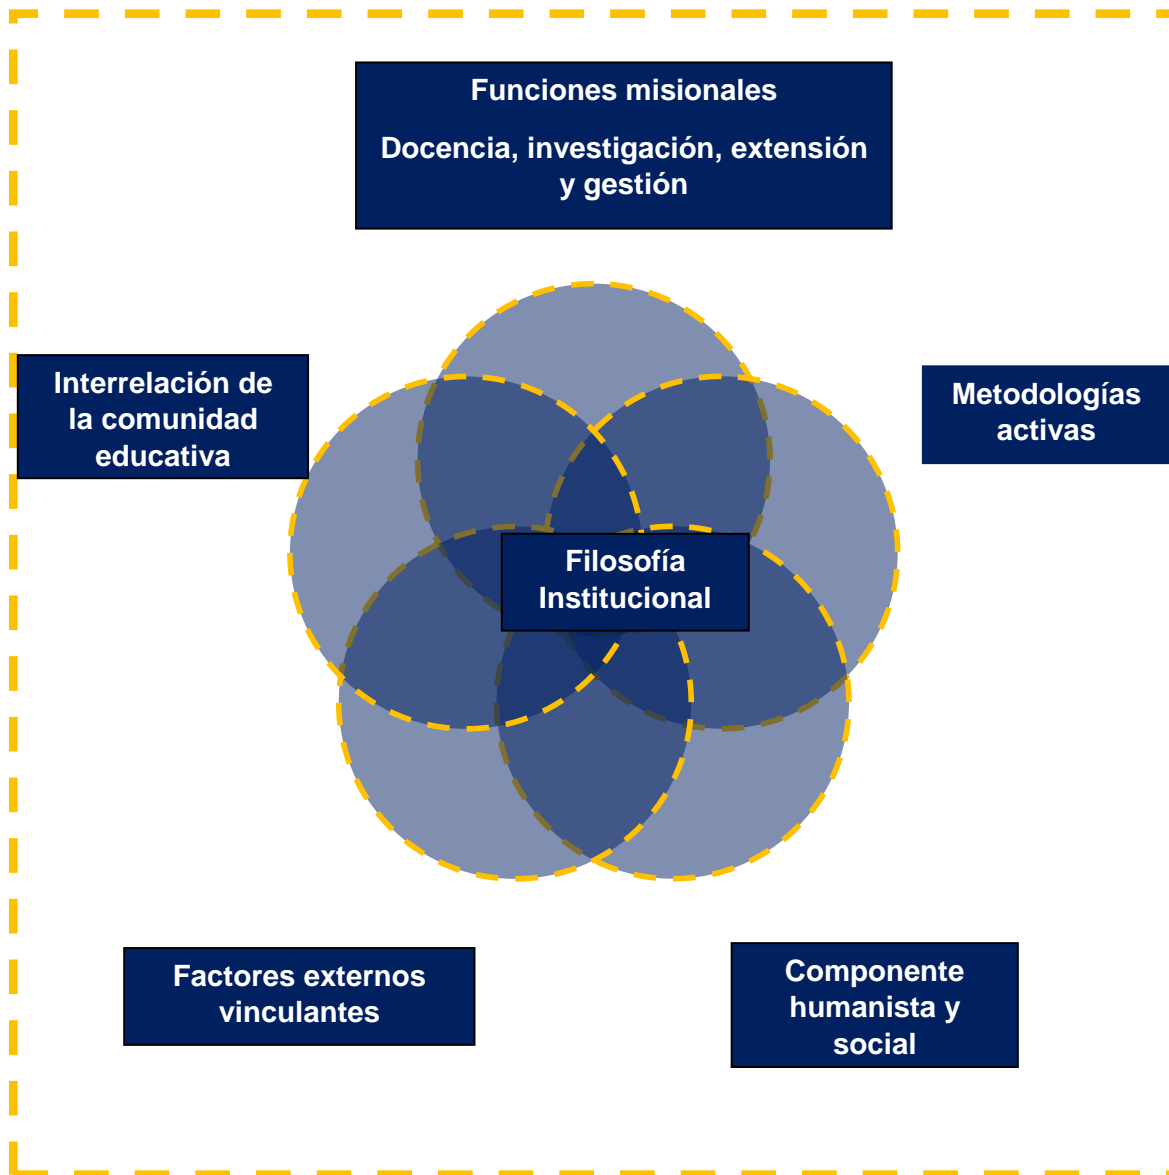 Funciones misionales
Docencia, investigación, extensión
y gestión
Interrelación de
la comunidad
educativa
Metodologías
activas
Filosofía
Institucional
Factores externos
vinculantes
Componente
humanista y
social